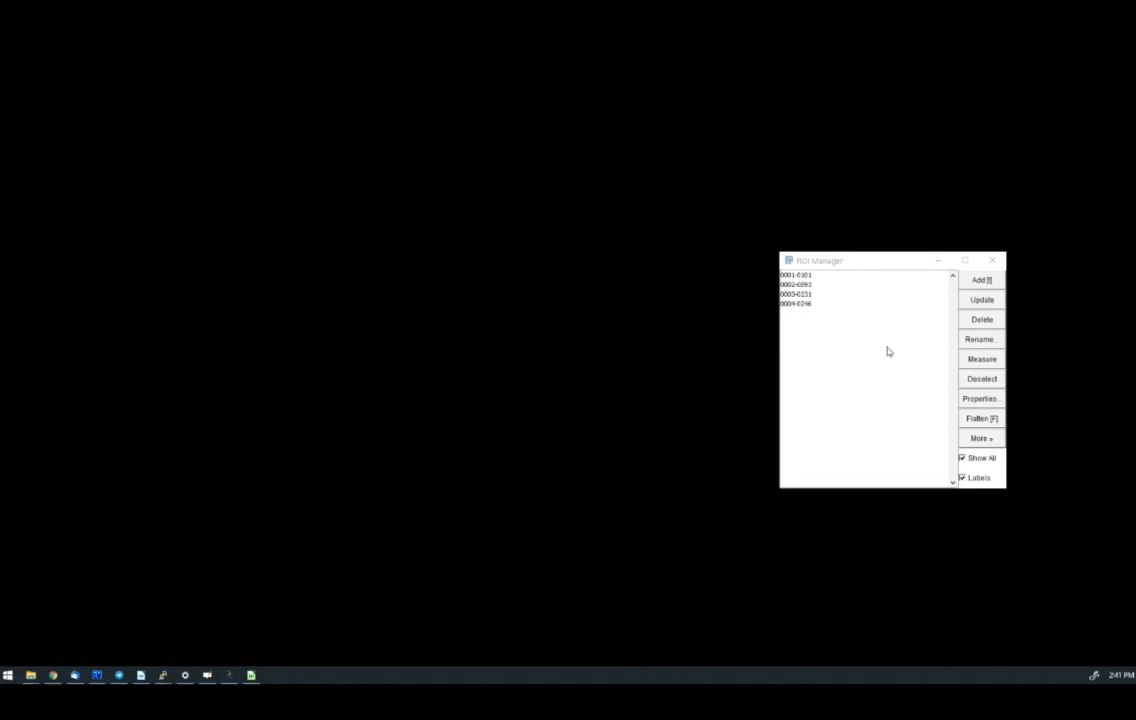 ROI Manager
0001-0101
0002-0093
0003-0231
0004-0246
Add [t]
Update
Delete
Rename...
Measure
Deselect
Properties...
Flatten [F]
More »
Show All
Labels
2:41 PM